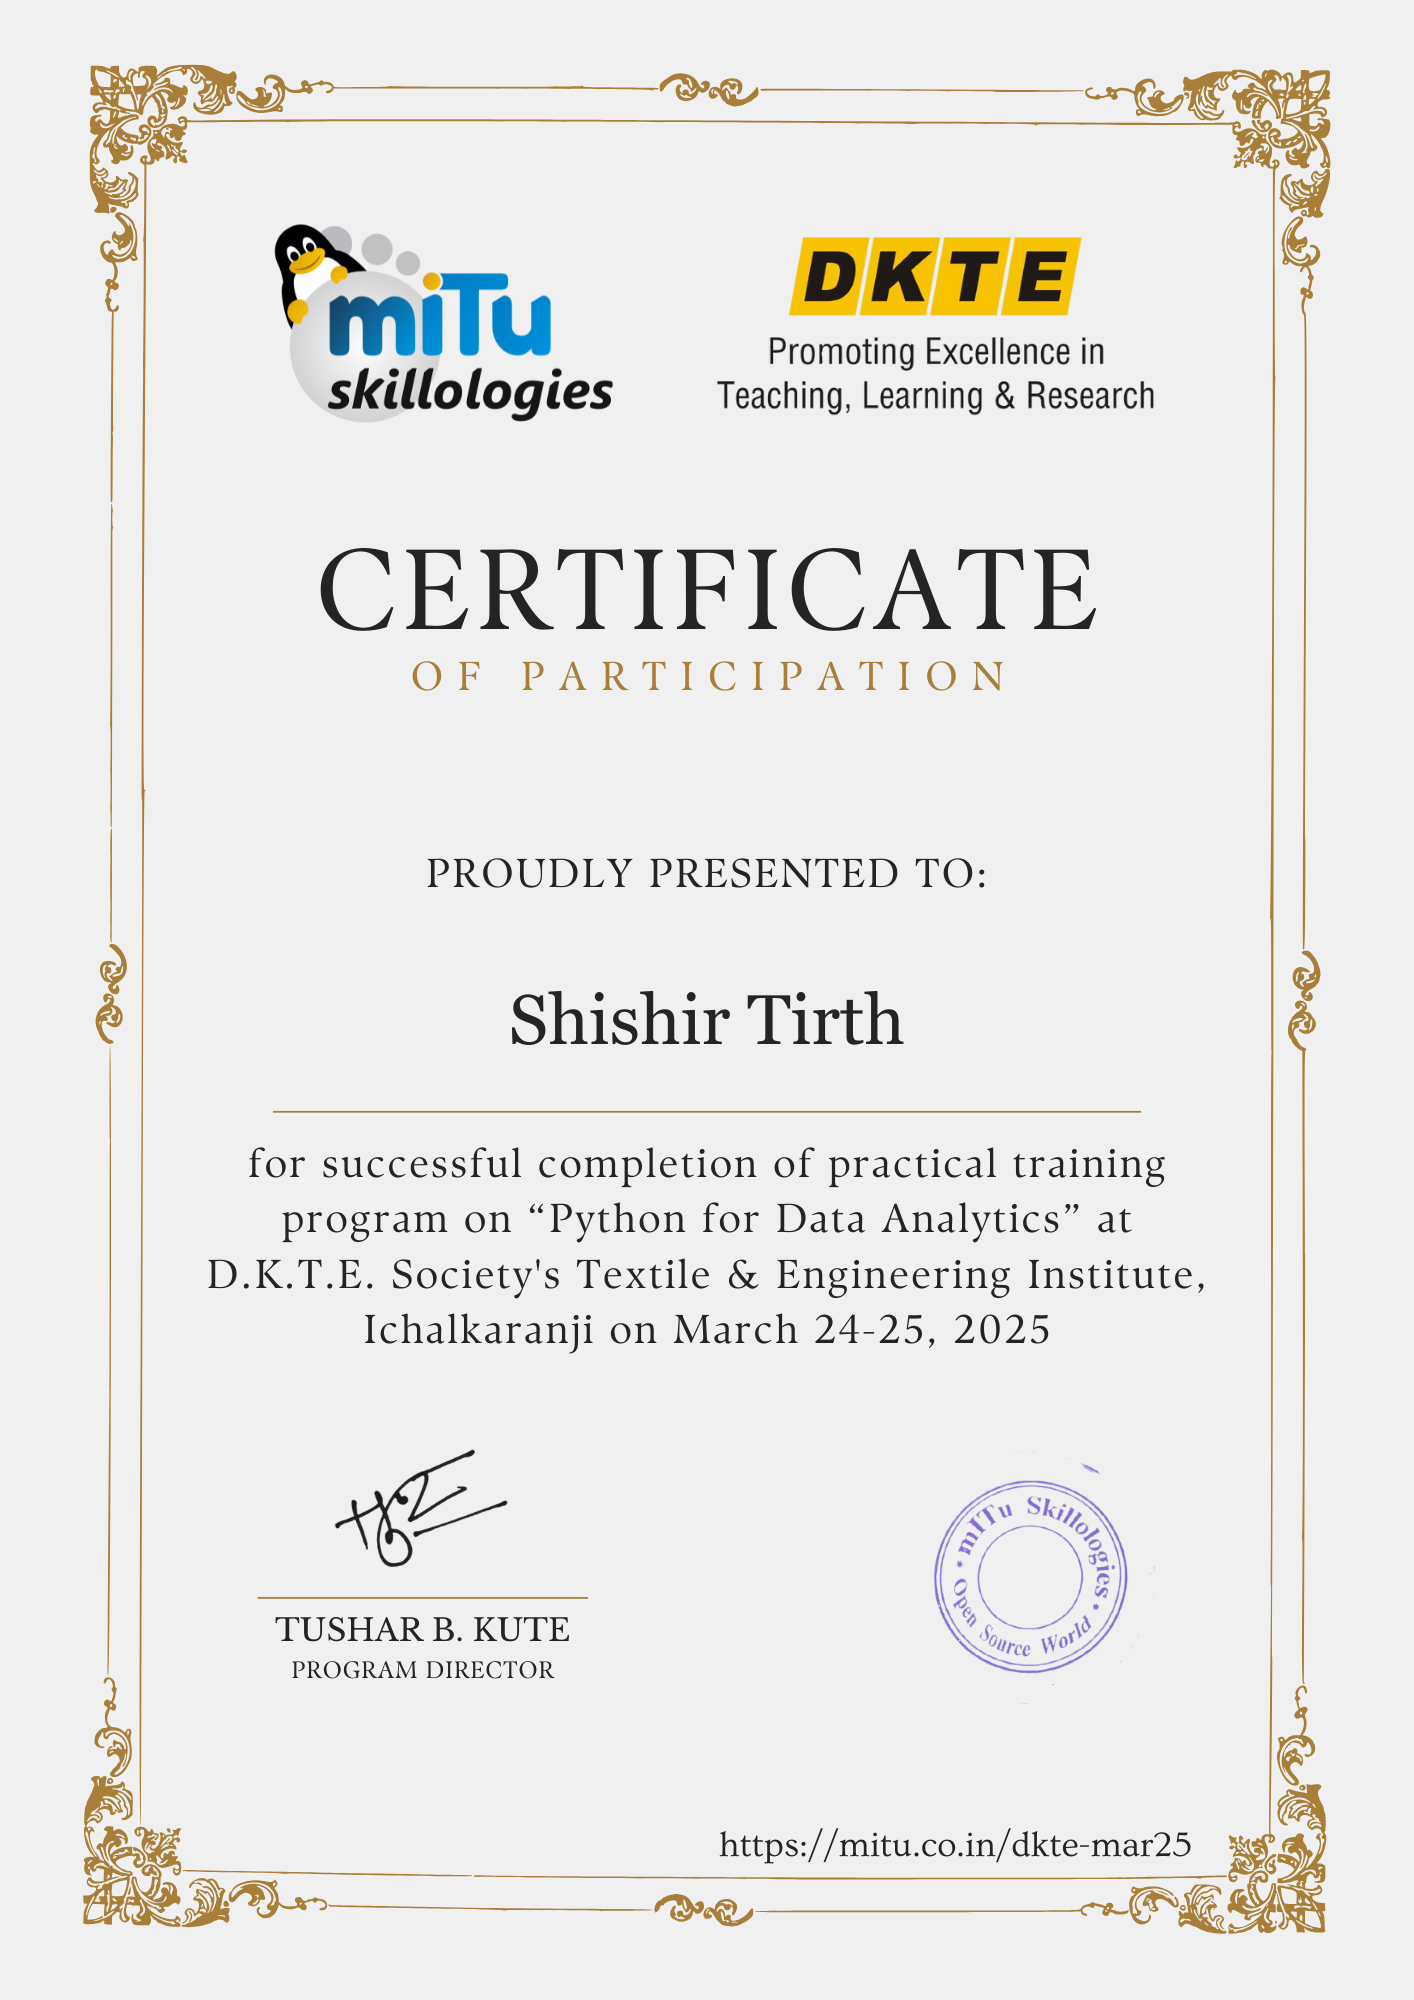 miTu
skillologies
DKTE
Promoting Excellence in
Teaching, Learning & Research
CERTIFICATE
OF PARTICIPATION
PROUDLY PRESENTED TO:
Shishir Tirth
for successful completion of practical training
program on “Python for Data Analytics” at
D.K.T.E. Society's Textile & Engineering Institute,
Ichalkaranji on March 24-25, 2025
TUSHAR B. KUTE
PROGRAM DIRECTOR
* mITu Skillologies *
Open Source World
https://mitu.co.in/dkte-mar25